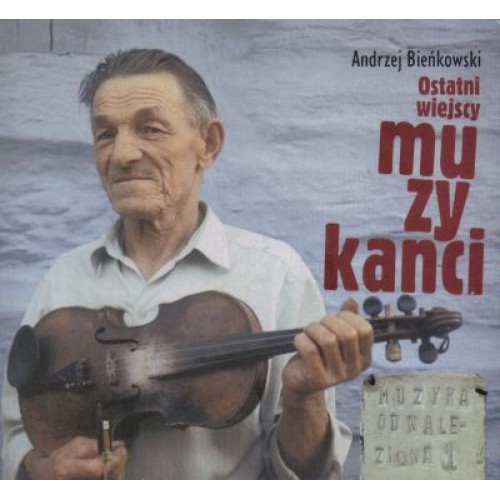 Andrzej Bieńkowski
Ostatni
wiejscy
mu
zy
kanci
MUZYKA
ODNALE-
ZIONA 1